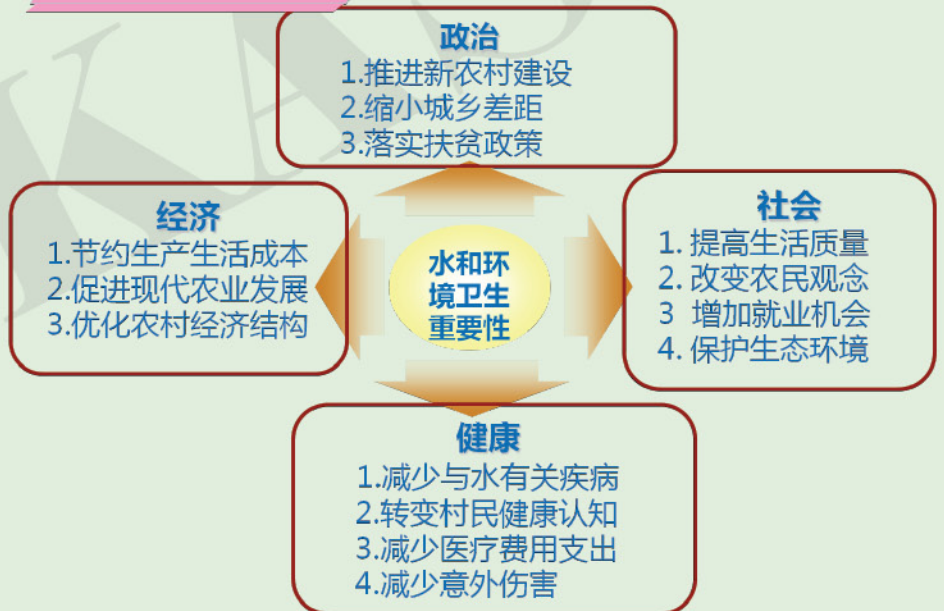 政治
1.推进新农村建设
2.缩小城乡差距
3.落实扶贫政策
经济
1.节约生产生活成本
2.促进现代农业发展
3.优化农村经济结构
水和环
境卫生
重要性
社会
1. 提高生活质量
2. 改变农民观念
3 增加就业机会
4. 保护生态环境
健康
1.减少与水有关疾病
2.转变村民健康认知
3.减少医疗费用支出
4.减少意外伤害